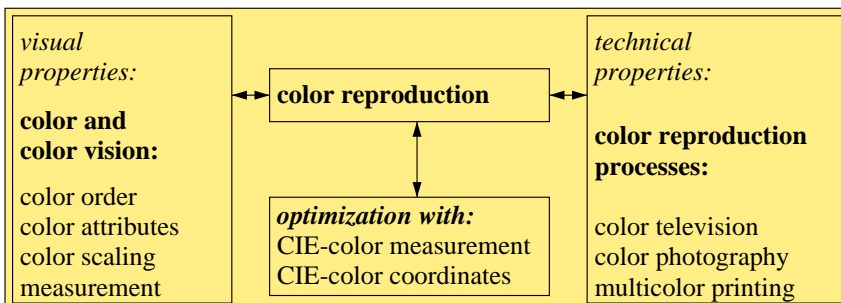 visual
properties:
color and
color vision:
color order
color attributes
color scaling
measurement
color reproduction
optimization with:
CIE-color measurement
CIE-color coordinates
technical
properties:
color reproduction
processes:
color television
color photography
multicolor printing